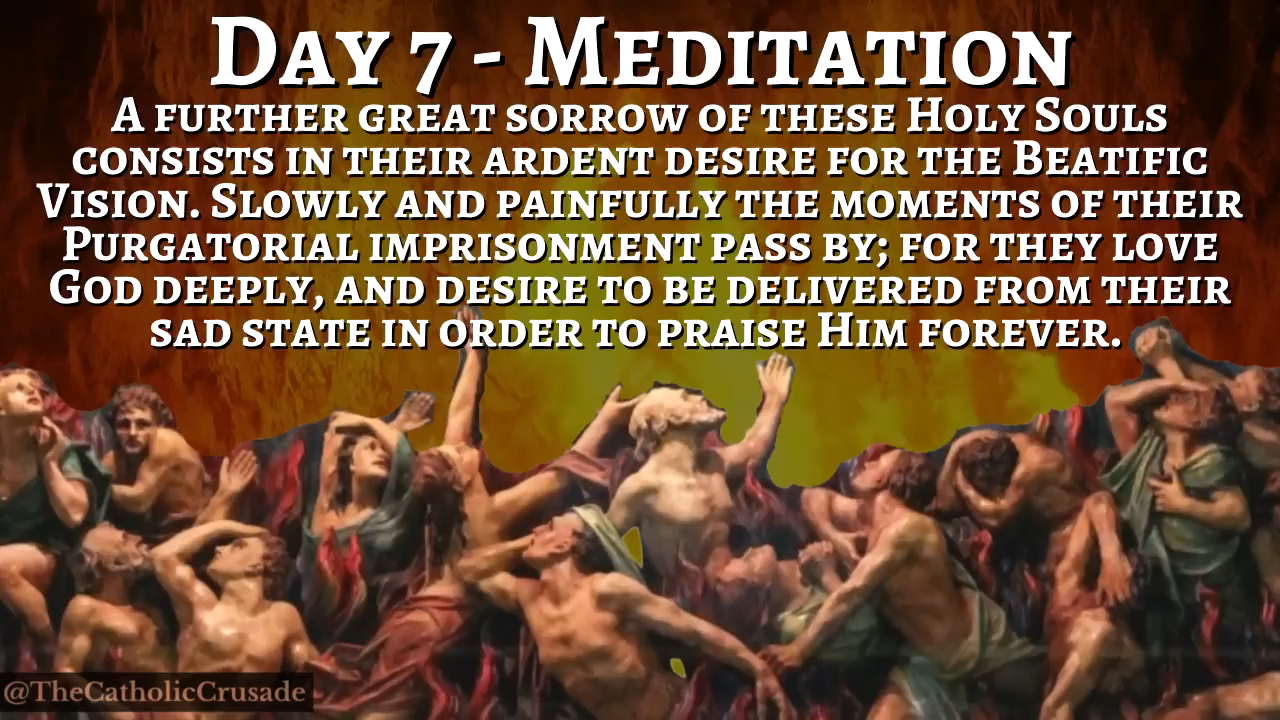 Day 7 - Meditation
A further great sorrow of these Holy Souls
consists in their ardent desire for the Beatific
Vision. Slowly and painfully the moments of their
Purgatorial imprisonment pass by; for they love
God deeply, and desire to be delivered from their
sad state in order to praise Him forever.
@TheCatholicCrusade